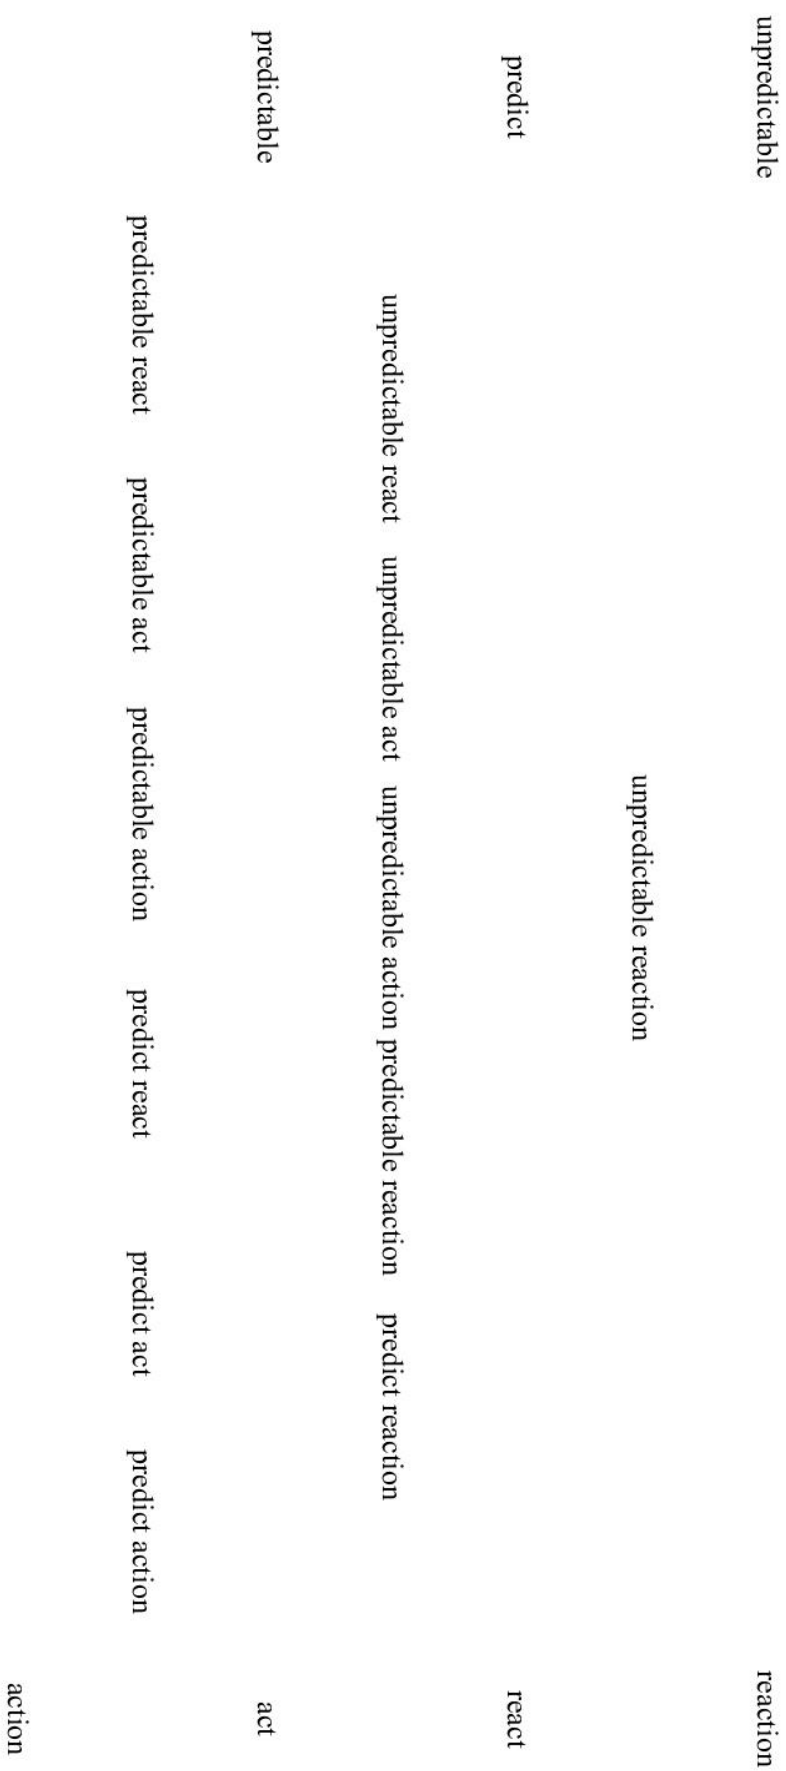 unpredictable reaction
unpredictable reaction
predict react
unpredictable react unpredictable act unpredictable action predictable reaction predict reaction
predictable act
predictable react predictable act predictable action predict react predict act predict action
action